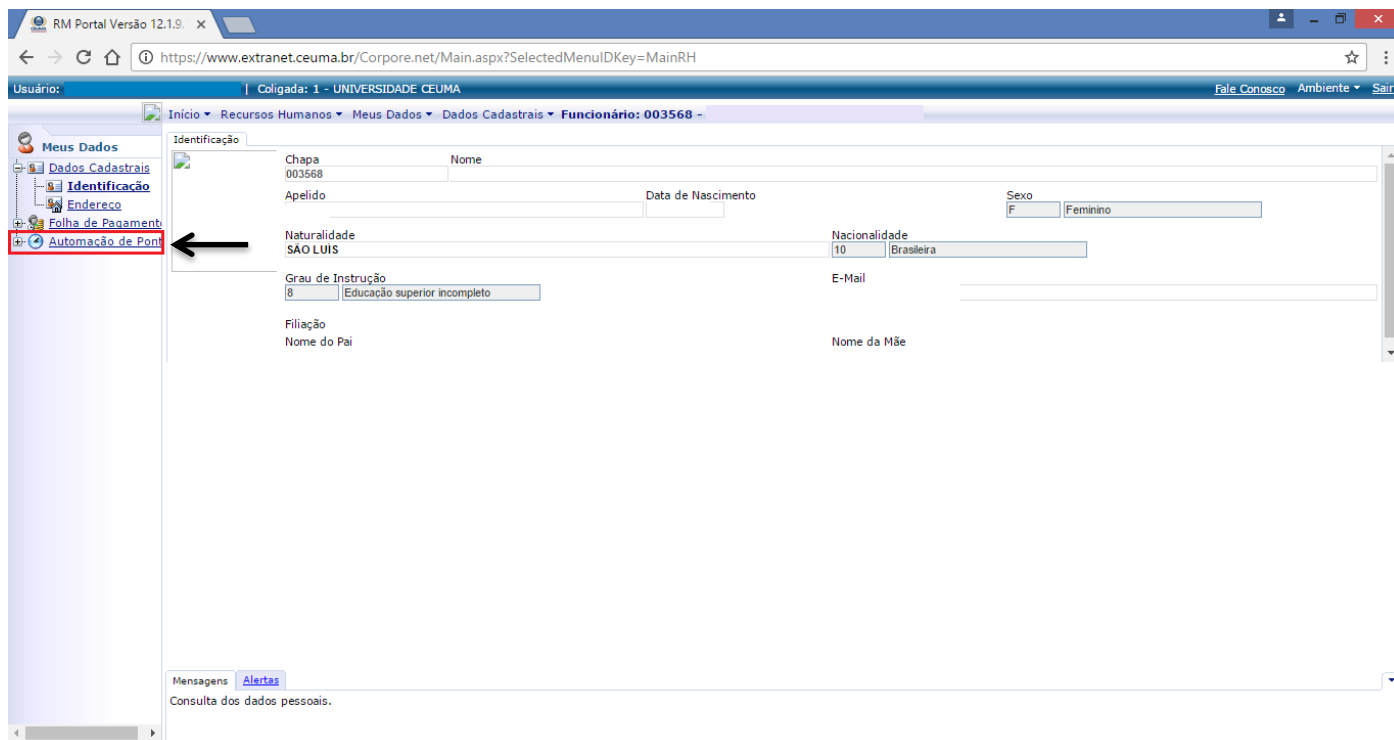 RM Portal Versão 12.1.9.
https://www.extranet.ceuma.br/Corpore.net/Main.aspx?SelectedMenuIDKey=MainRH
Usuário: | Coligada: 1 - UNIVERSIDADE CEUMA Fale Conosco Ambiente Sair
Início Recursos Humanos Meus Dados Dados Cadastrais Funcionário: 003568 -
Meus Dados
Dados Cadastrais
Identificação
Endereço
Folha de Pagamento
Automação de Pont
Identificação
Chapa Nome
003568
Apelido Data de Nascimento Sexo
F Feminino
Naturalidade Nacionalidade
SÃO LUÍS 10 Brasileira
Grau de Instrução E-Mail
8 Educação superior incompleto
Filiação
Nome do Pai Nome da Mãe
Mensagens Alertas
Consulta dos dados pessoais.